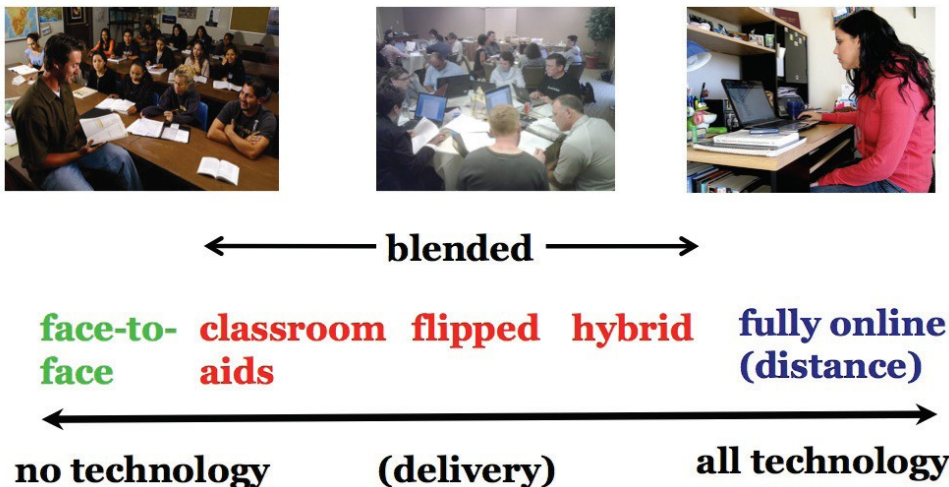 blended
face-to- classroom flipped hybrid fully online
face aids (distance)
no technology (delivery) all technology